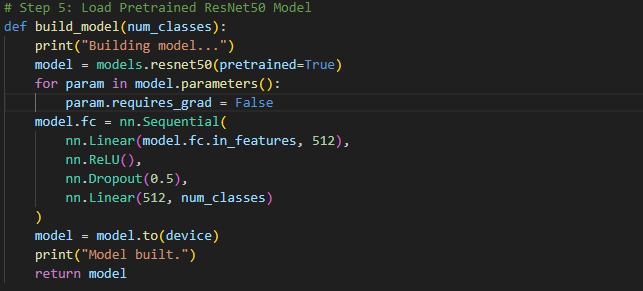 # Step 5: Load Pretrained ResNet50 Model
def build_model(num_classes):
    print("Building model...")
    model = models.resnet50(pretrained=True)
    for param in model.parameters():
        param.requires_grad = False
    model.fc = nn.Sequential(
        nn.Linear(model.fc.in_features, 512),
        nn.ReLU(),
        nn.Dropout(0.5),
        nn.Linear(512, num_classes)
    )
    model = model.to(device)
    print("Model built.")
    return model